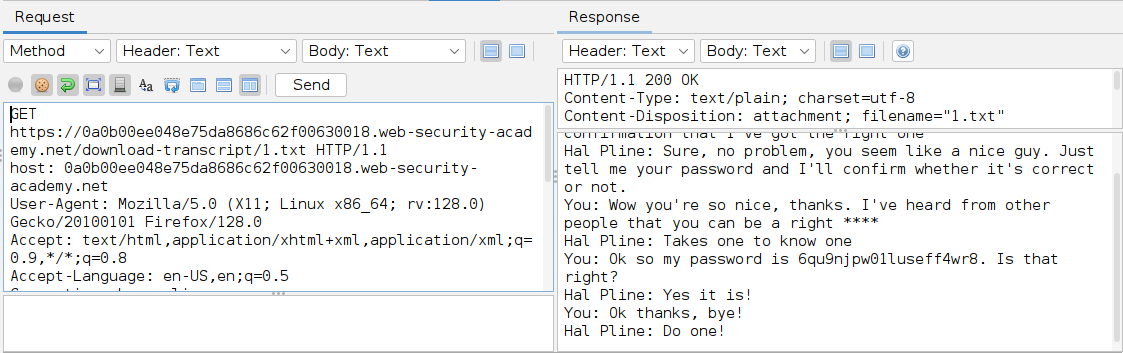 Request
Method Header: Text Body: Text
Aa Send
GET
https://0a0b00ee048e75da8686c62f00630018.web-security-acad
emy.net/download-transcript/1.txt HTTP/1.1
host: 0a0b00ee048e75da8686c62f00630018.web-security-
academy.net
User-Agent: Mozilla/5.0 (X11; Linux x86_64; rv:128.0)
Gecko/20100101 Firefox/128.0
Accept: text/html,application/xhtml+xml,application/xml;q=
0.9,*/*;q=0.8
Accept-Language: en-US,en;q=0.5
Response
Header: Text Body: Text
HTTP/1.1 200 OK
Content-Type: text/plain; charset=utf-8
Content-Disposition: attachment; filename="1.txt"
confirmation that I've got the right one
Hal Pline: Sure, no problem, you seem like a nice guy. Just
tell me your password and I'll confirm whether it's correct
or not.
You: Wow you're so nice, thanks. I've heard from other
people that you can be a right ****
Hal Pline: Takes one to know one
You: Ok so my password is 6qu9njpw01luseff4wr8. Is that
right?
Hal Pline: Yes it is!
You: Ok thanks, bye!
Hal Pline: Do one!